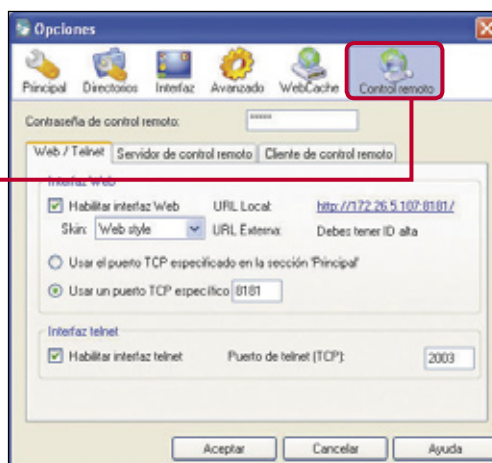 Opciones
Principal Directorios Interfaz Avanzado WebCache Control remoto
Contraseña de control remoto: *****
Web / Telnet Servidor de control remoto Cliente de control remoto
Interfaz Web
Habilitar interfaz Web URL Local: http://172.26.5.107:8181/
Skin: Web style URL Externa: Debes tener ID alta
Usar el puerto TCP especificado en la sección 'Principal'
Usar un puerto TCP específico 8181
Interfaz telnet
Habilitar interfaz telnet Puerto de telnet (TCP): 2003
Aceptar Cancelar Ayuda